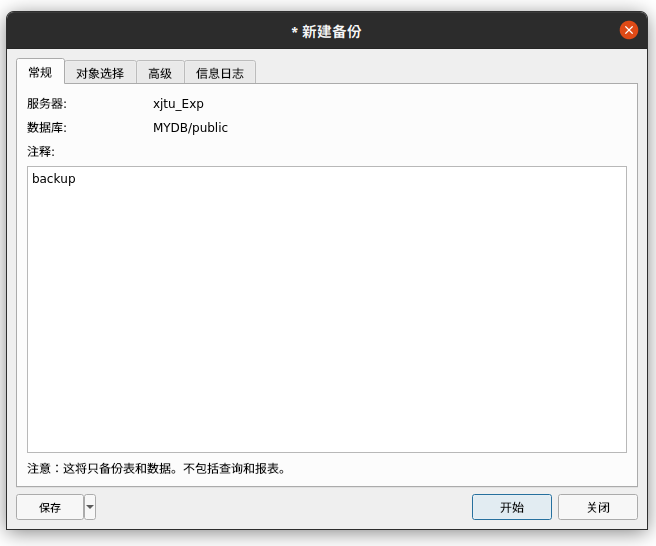 * 新建备份
常规 对象选择 高级 信息日志
服务器: xjtu_Exp
数据库: MYDB/public
注释:
backup
注意：这将只备份表和数据。不包括查询和报表。
保存 开始 关闭